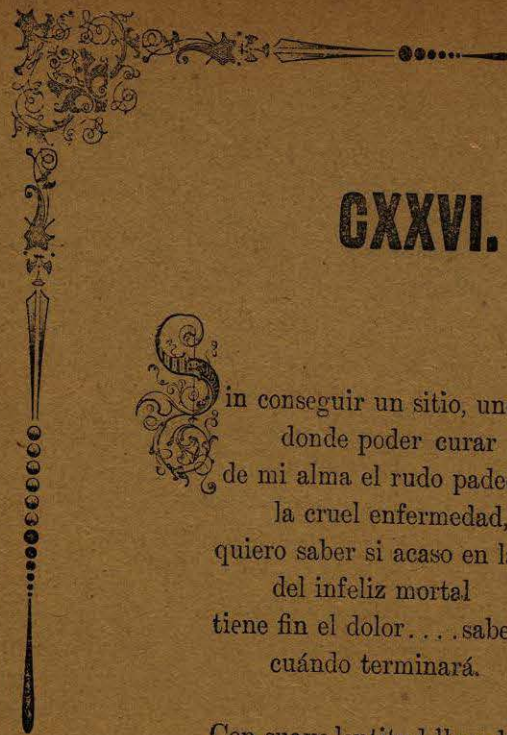 CXXVI.
Sin conseguir un sitio, un
donde poder curar
de mi alma el rudo pade
la cruel enfermedad,
quiero saber si acaso en l
del infeliz mortal
tiene fin el dolor....sabe
cuándo terminará.